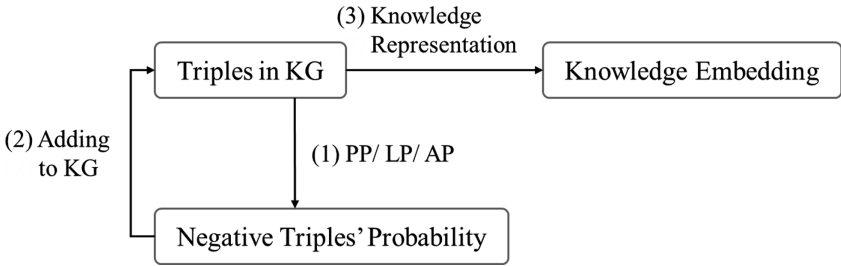 (3) Knowledge
Representation
Triples in KG
Knowledge Embedding
(2) Adding
to KG
(1) PP/ LP/ AP
Negative Triples’ Probability